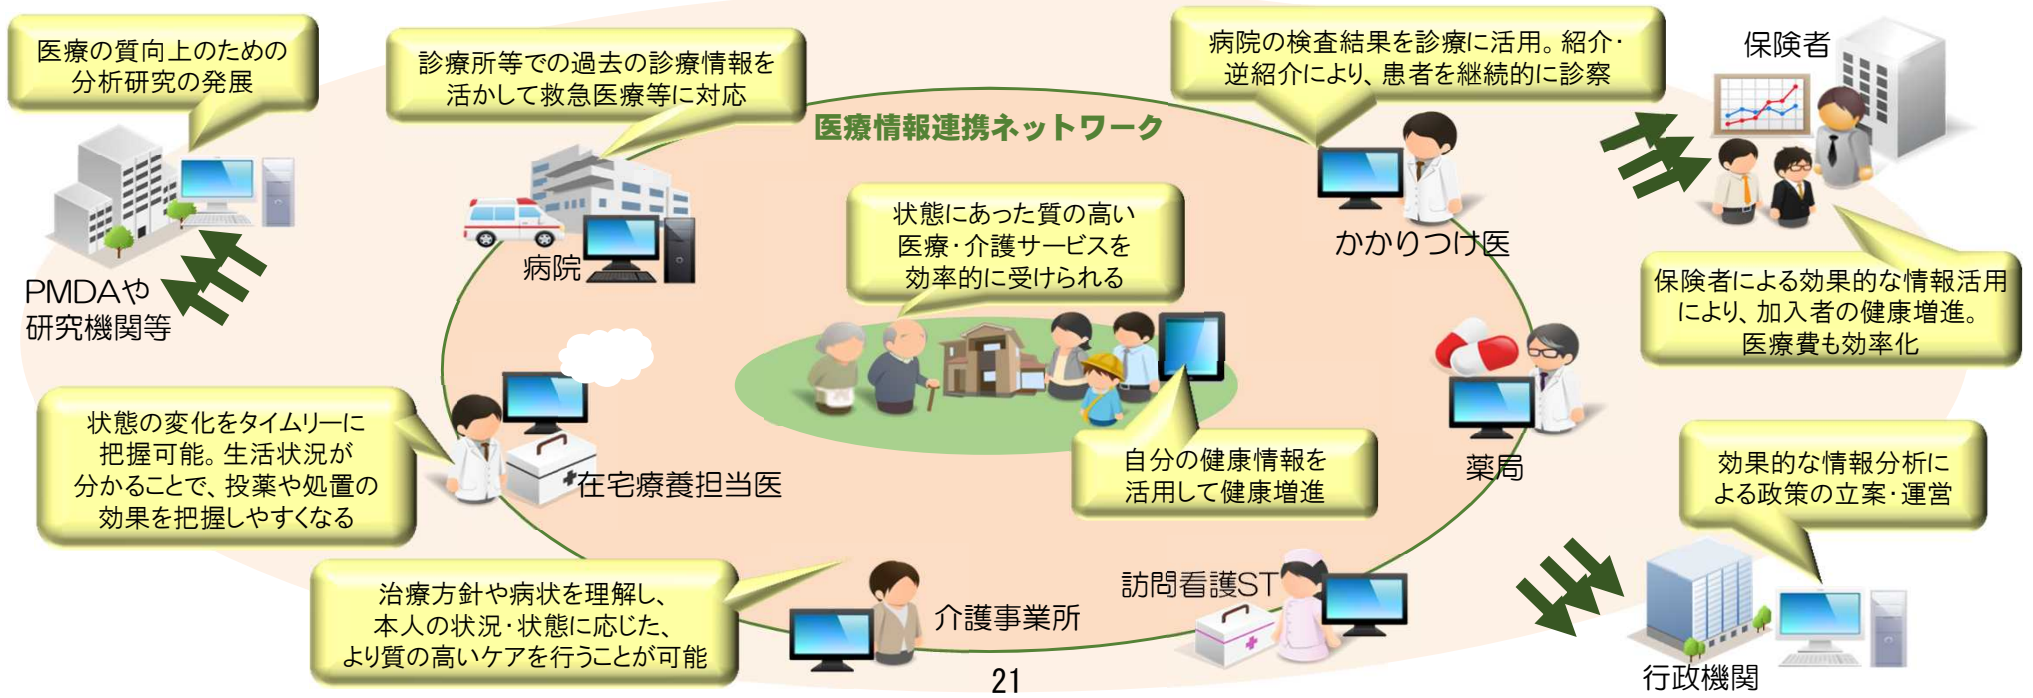 医療の質向上のための
分析研究の発展
診療所等での過去の診療情報を
活かして救急医療等に対応
病院の検査結果を診療に活用。紹介・
逆紹介により、患者を継続的に診察
保険者
医療情報連携ネットワーク
状態にあった質の高い
医療・介護サービスを
効率的に受けられる
病院
かかりつけ医
PMDAや
研究機関等
保険者による効果的な情報活用
により、加入者の健康増進。
医療費も効率化
状態の変化をタイムリーに
把握可能。生活状況が
分かることで、投薬や処置の
効果を把握しやすくなる
在宅療養担当医
自分の健康情報を
活用して健康増進
薬局
効果的な情報分析に
よる政策の立案・運営
治療方針や病状を理解し、
本人の状況・状態に応じた、
より質の高いケアを行うことが可能
介護事業所
訪問看護ST
行政機関
21